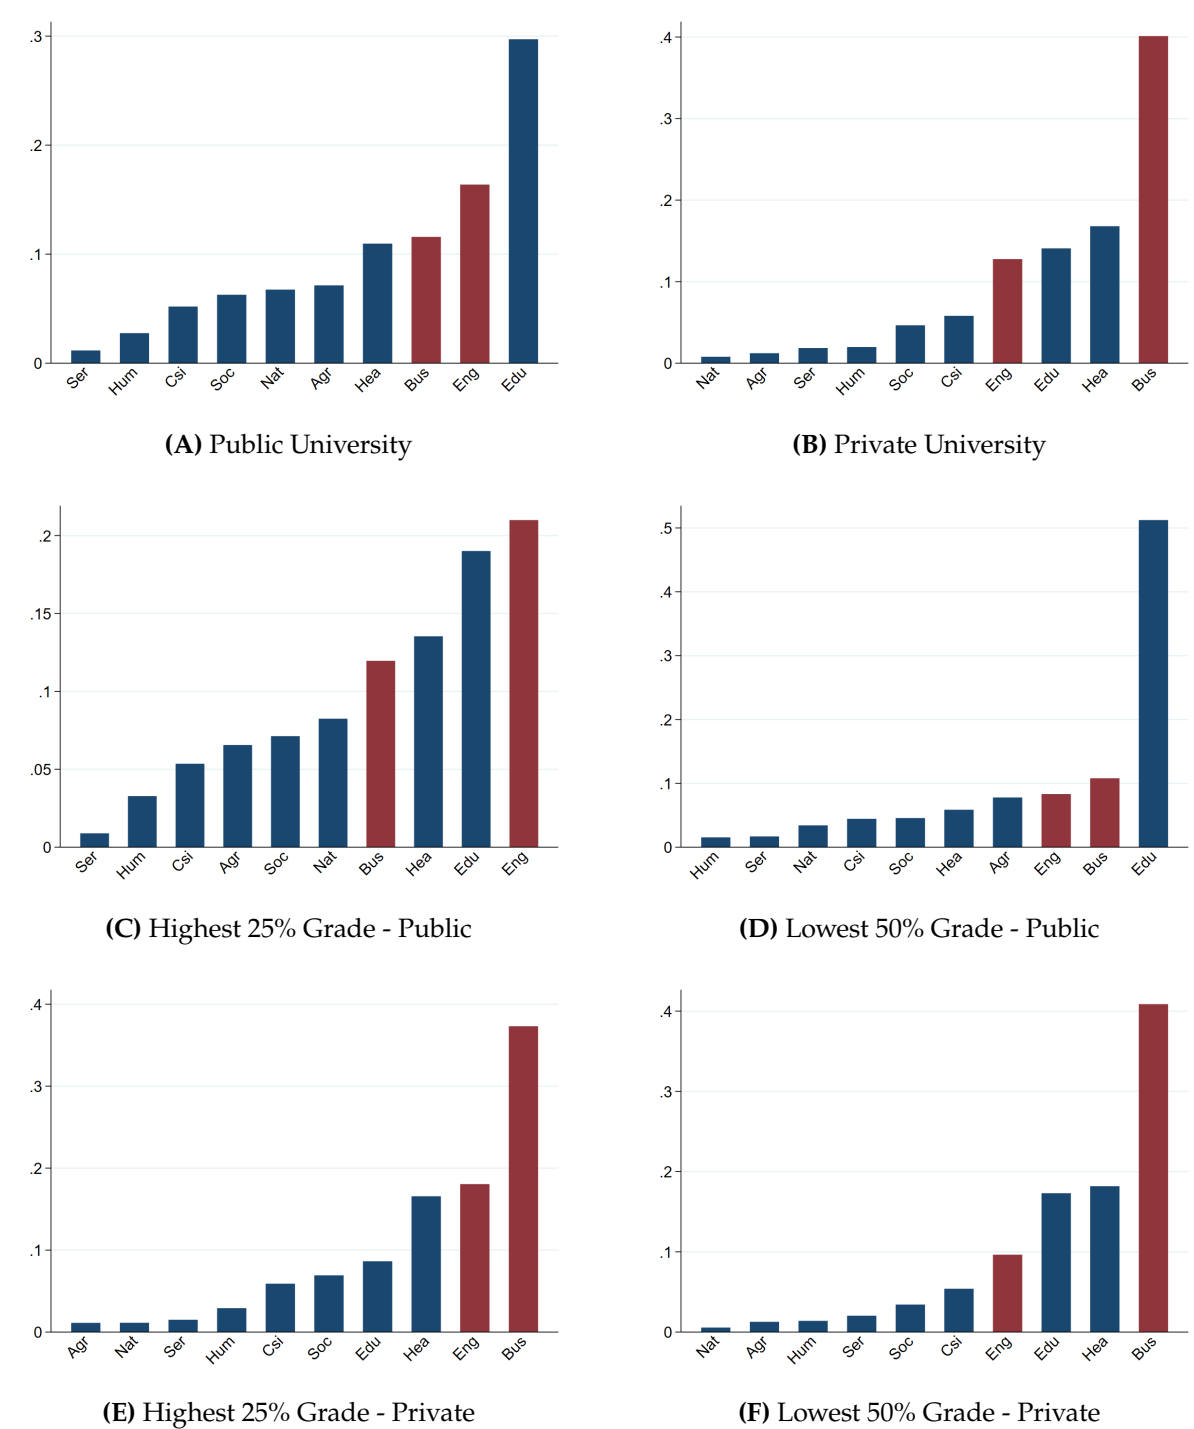 .3
.2
.1
0
Ser Hum Csi Soc Nat Agr Hea Bus Eng Edu
(A) Public University
.4
.3
.2
.1
0
Nat Agr Ser Hum Soc Csi Eng Edu Hea Bus
(B) Private University
.2
.15
.1
.05
0
Ser Hum Csi Agr Soc Nat Bus Hea Edu Eng
(C) Highest 25% Grade - Public
.5
.4
.3
.2
.1
0
Hum Ser Nat Csi Soc Hea Agr Eng Bus Edu
(D) Lowest 50% Grade - Public
.4
.3
.2
.1
0
Agr Nat Ser Hum Csi Soc Edu Hea Eng Bus
(E) Highest 25% Grade - Private
.4
.3
.2
.1
0
Nat Agr Hum Ser Soc Csi Eng Edu Hea Bus
(F) Lowest 50% Grade - Private